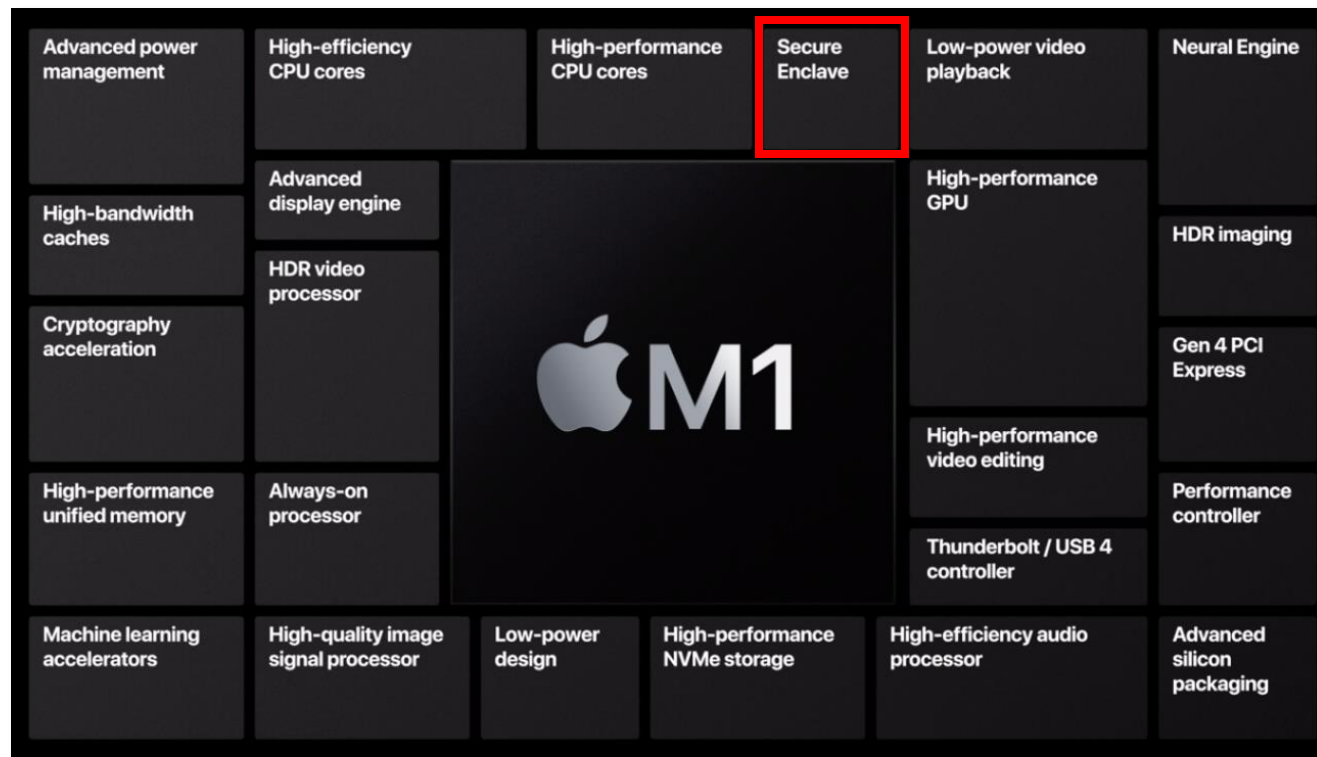 Advanced power
management
High-efficiency
CPU cores
High-performance
CPU cores
Secure
Enclave
Low-power video
playback
Neural Engine
High-bandwidth
caches
Advanced
display engine
High-performance
GPU
HDR imaging
HDR video
processor
Cryptography
acceleration
M1
Gen 4 PCI
Express
High-performance
video editing
High-performance
unified memory
Always-on
processor
Performance
controller
Thunderbolt / USB 4
controller
Machine learning
accelerators
High-quality image
signal processor
Low-power
design
High-performance
NVMe storage
High-efficiency audio
processor
Advanced
silicon
packaging